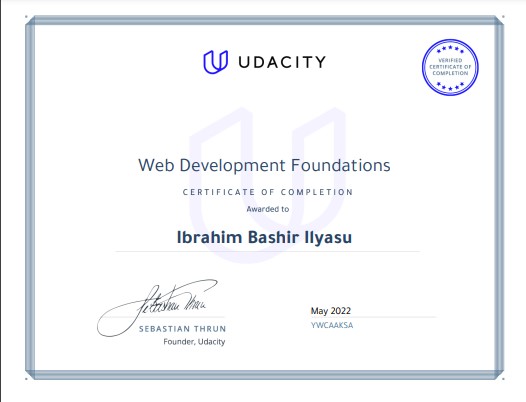 UDACITY
VERIFIED
CERTIFICATE OF
COMPLETION
Web Development Foundations
CERTIFICATE OF COMPLETION
Awarded to
Ibrahim Bashir Ilyasu
Sebastian Thrun
SEBASTIAN THRUN
Founder, Udacity
May 2022
YWCAAKSA